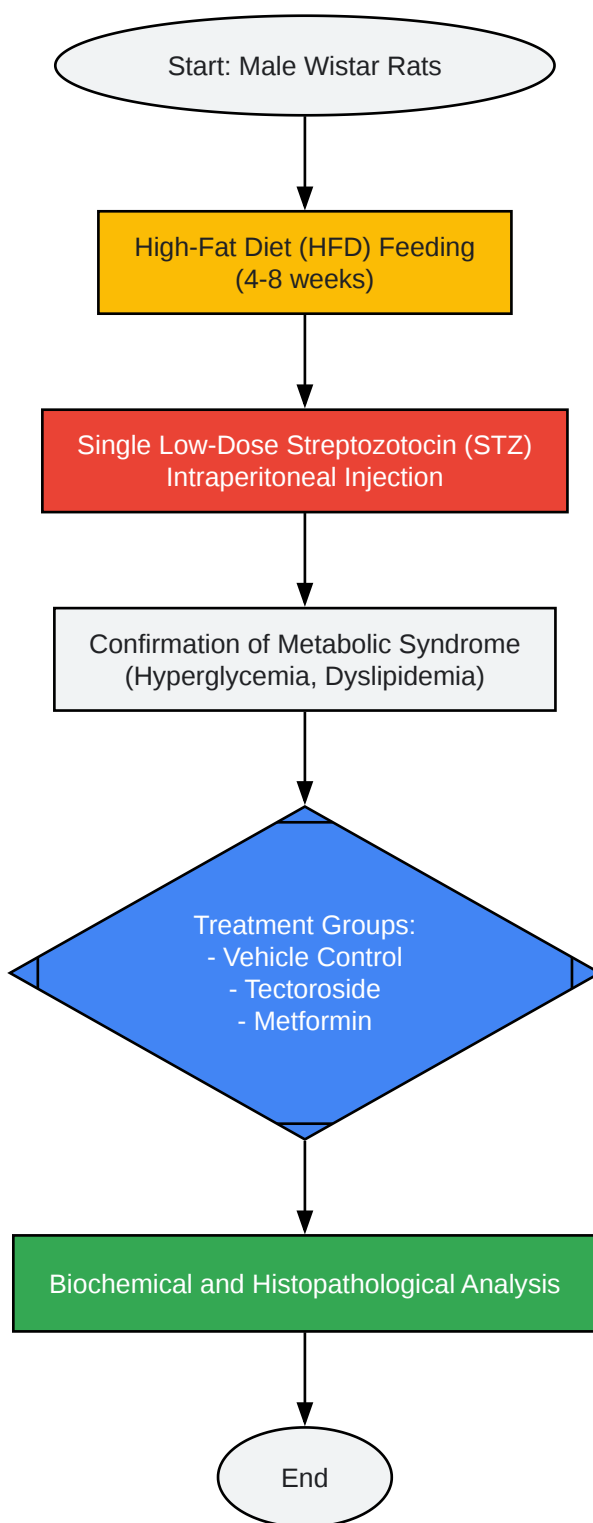 Start: Male Wistar Rats
High-Fat Diet (HFD) Feeding
(4-8 weeks)
Single Low-Dose Streptozotocin (STZ)
Intraperitoneal Injection
Confirmation of Metabolic Syndrome
(Hyperglycemia, Dyslipidemia)
Treatment Groups:
- Vehicle Control
- Tectoroside
- Metformin
Biochemical and Histopathological Analysis
End